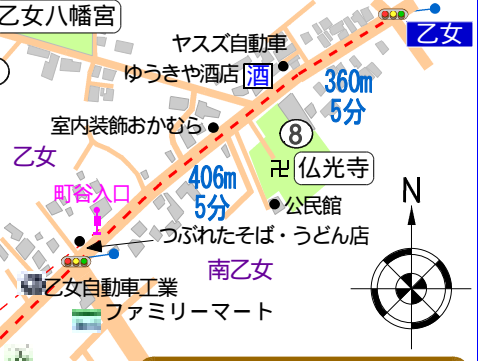 乙女八幡宮
乙女
ヤスズ自動車
ゆうきや酒店
酒
360m
5分
室内装飾おかむら
8
乙女
卍
仏光寺
406m
5分
町谷入口
公民館
N
つぶれたそば・うどん店
南乙女
乙女自動車工業
ファミリーマート